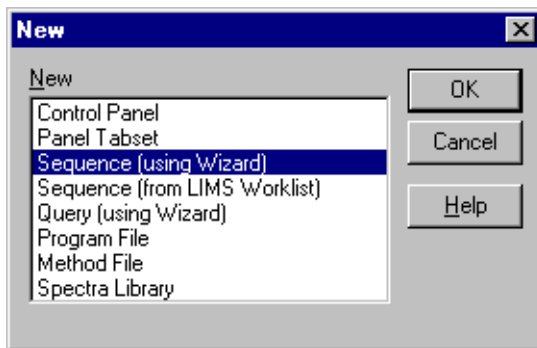 New
New
OK
Control Panel
Panel Tabset
Cancel
Sequence (using Wizard)
Sequence (from LIMS Worklist)
Query (using Wizard)
Help
Program File
Method File
Spectra Library